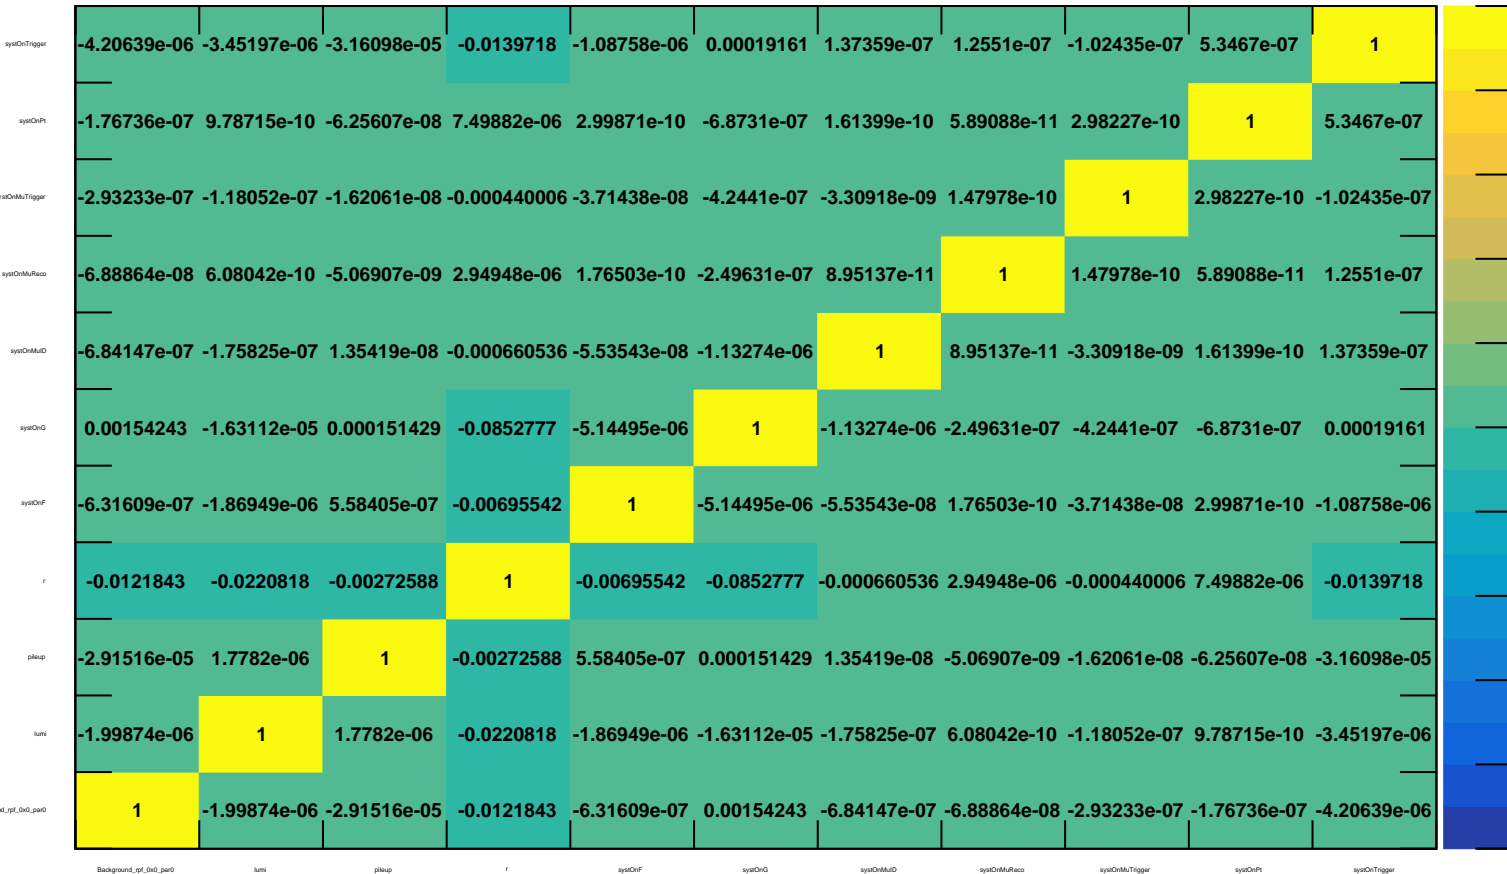 systOnTrigger -4.20639e-06 -3.45197e-06 -3.16098e-05 -0.0139718 -1.08758e-06 0.00019161 1.37359e-07 1.2551e-07 -1.02435e-07 5.3467e-07 1
systOnPt -1.76736e-07 9.78715e-10 -6.25607e-08 7.49882e-06 2.99871e-10 -6.8731e-07 1.61399e-10 5.89088e-11 2.98227e-10 1 5.3467e-07
stOnMuTrigger -2.93233e-07 -1.18052e-07 -1.62061e-08 -0.000440006 -3.71438e-08 -4.2441e-07 -3.30918e-09 1.47978e-10 1 2.98227e-10 -1.02435e-07
systOnMuReco -6.88864e-08 6.08042e-10 -5.06907e-09 2.94948e-06 1.76503e-10 -2.49631e-07 8.95137e-11 1 1.47978e-10 5.89088e-11 1.2551e-07
systOnMuID -6.84147e-07 -1.75825e-07 1.35419e-08 -0.000660536 -5.53543e-08 -1.13274e-06 1 8.95137e-11 -3.30918e-09 1.61399e-10 1.37359e-07
systOnG 0.00154243 -1.63112e-05 0.000151429 -0.0852777 -5.14495e-06 1 -1.13274e-06 -2.49631e-07 -4.2441e-07 -6.8731e-07 0.00019161
systOnF -6.31609e-07 -1.86949e-06 5.58405e-07 -0.00695542 1 -5.14495e-06 -5.53543e-08 1.76503e-10 -3.71438e-08 2.99871e-10 -1.08758e-06
r -0.0121843 -0.0220818 -0.00272588 1 -0.00695542 -0.0852777 -0.000660536 2.94948e-06 -0.000440006 7.49882e-06 -0.0139718
pileup -2.91516e-05 1.7782e-06 1 -0.00272588 5.58405e-07 0.000151429 1.35419e-08 -5.06907e-09 -1.62061e-08 -6.25607e-08 -3.16098e-05
lumi -1.99874e-06 1 1.7782e-06 -0.0220818 -1.86949e-06 -1.63112e-05 -1.75825e-07 6.08042e-10 -1.18052e-07 9.78715e-10 -3.45197e-06
d_rpf_0x0_par0 1 -1.99874e-06 -2.91516e-05 -0.0121843 -6.31609e-07 0.00154243 -6.84147e-07 -6.88864e-08 -2.93233e-07 -1.76736e-07 -4.20639e-06
Background_rpf_0x0_par0 lumi pileup r systOnF systOnG systOnMuID systOnMuReco systOnMuTrigger systOnPt systOnTrigger